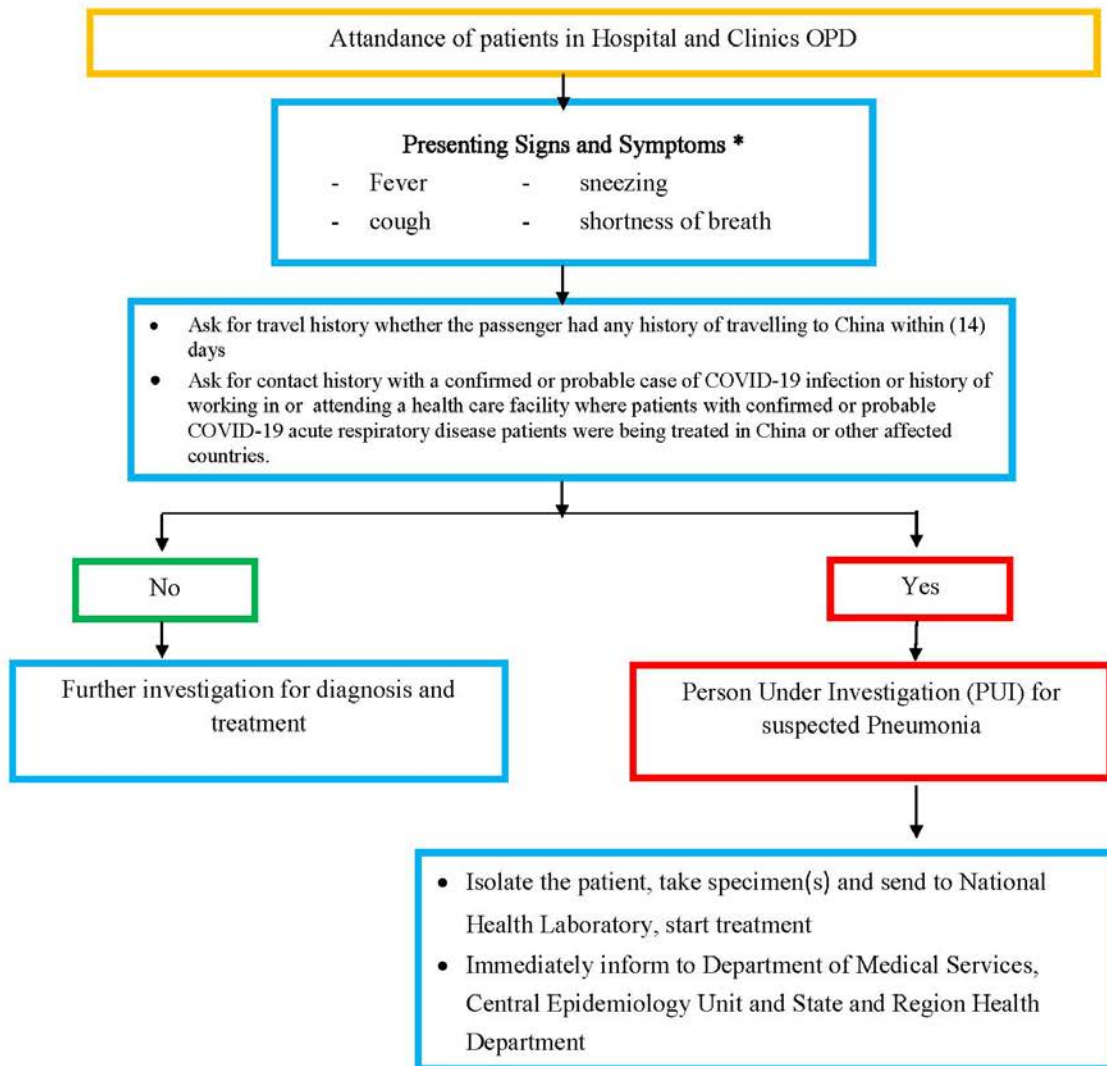 Attandance of patients in Hospital and Clinics OPD
Presenting Signs and Symptoms *
- Fever - sneezing
- cough - shortness of breath
• Ask for travel history whether the passenger had any history of travelling to China within (14)
days
• Ask for contact history with a confirmed or probable case of COVID-19 infection or history of
working in or attending a health care facility where patients with confirmed or probable
COVID-19 acute respiratory disease patients were being treated in China or other affected
countries.
No
Yes
Further investigation for diagnosis and
treatment
Person Under Investigation (PUI) for
suspected Pneumonia
• Isolate the patient, take specimen(s) and send to National
Health Laboratory, start treatment
• Immediately inform to Department of Medical Services,
Central Epidemiology Unit and State and Region Health
Department